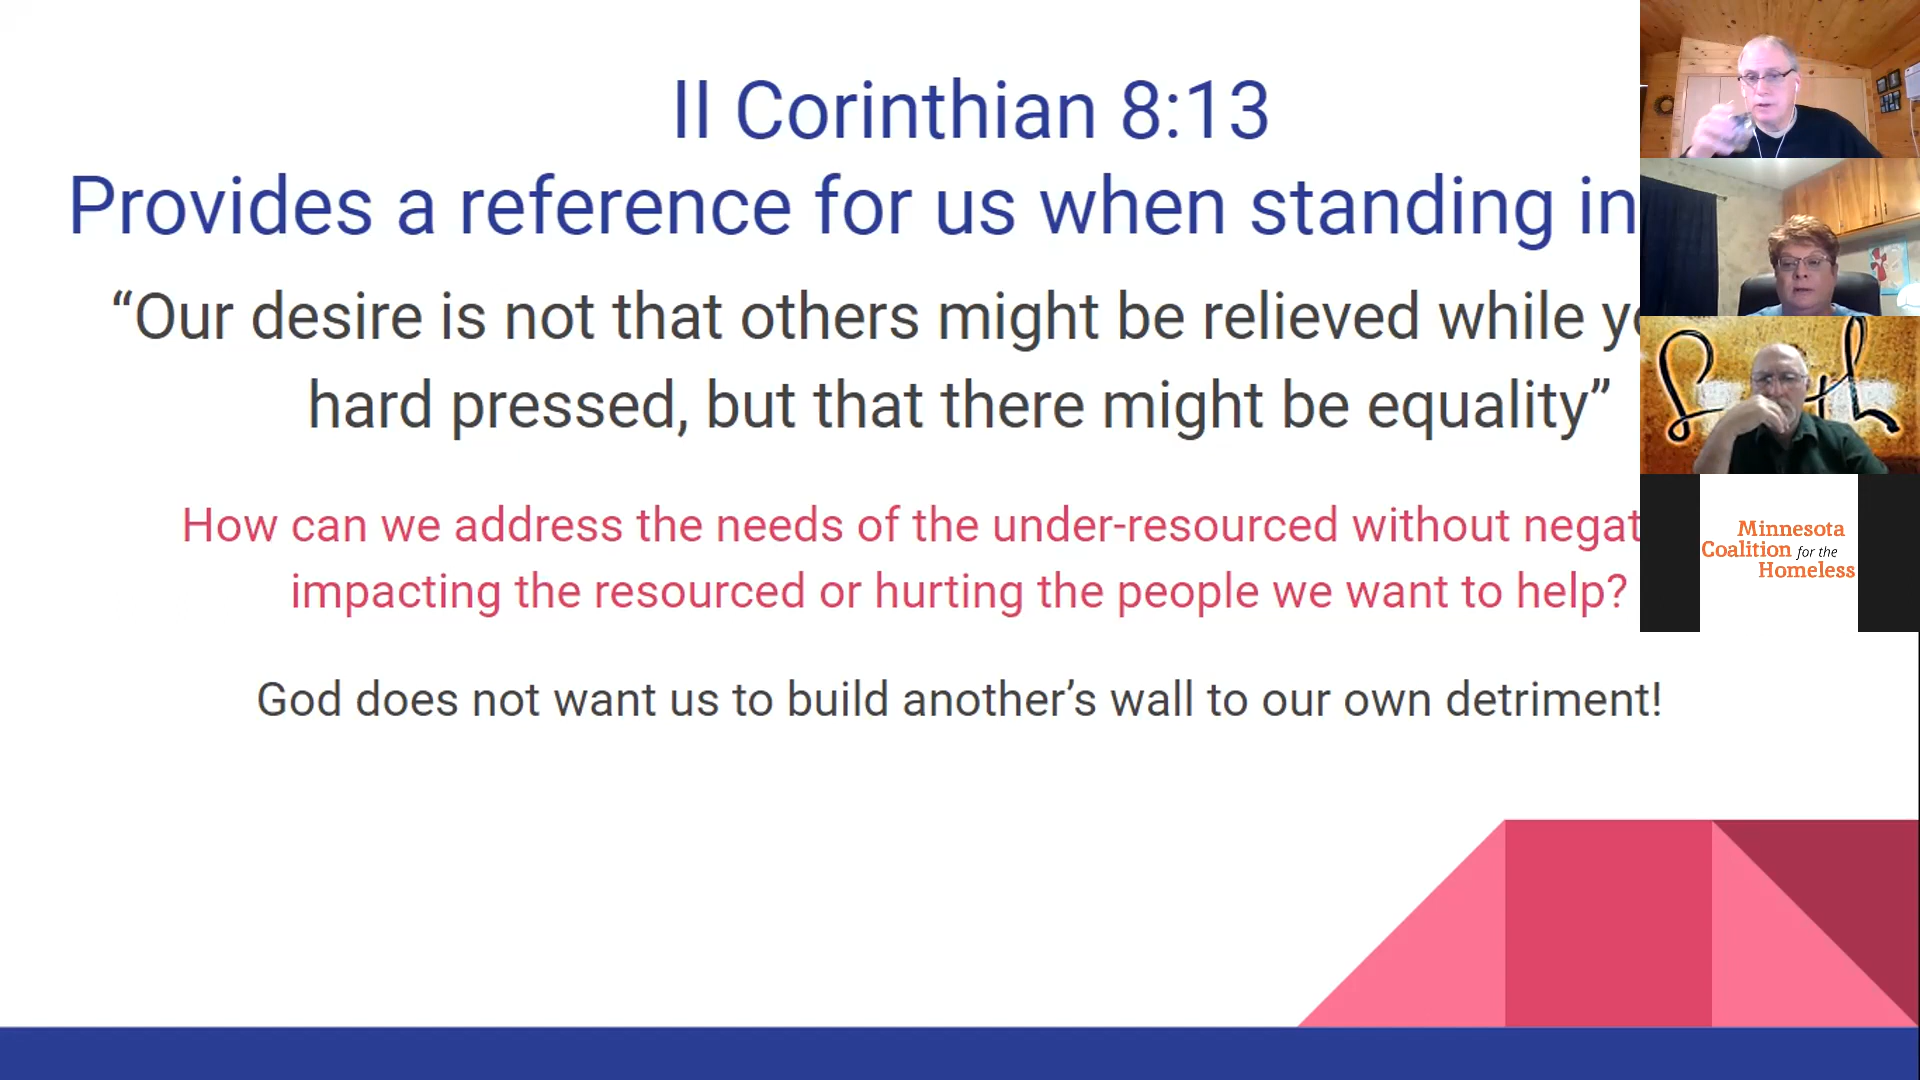 II Corinthian 8:13
Provides a reference for us when standing in
“Our desire is not that others might be relieved while
hard pressed, but that there might be equality”
How can we address the needs of the under-resourced without
impacting the resourced or hurting the people we want to help?
God does not want us to build another’s wall to our own detriment!
Minnesota
Coalition for the
Homeless